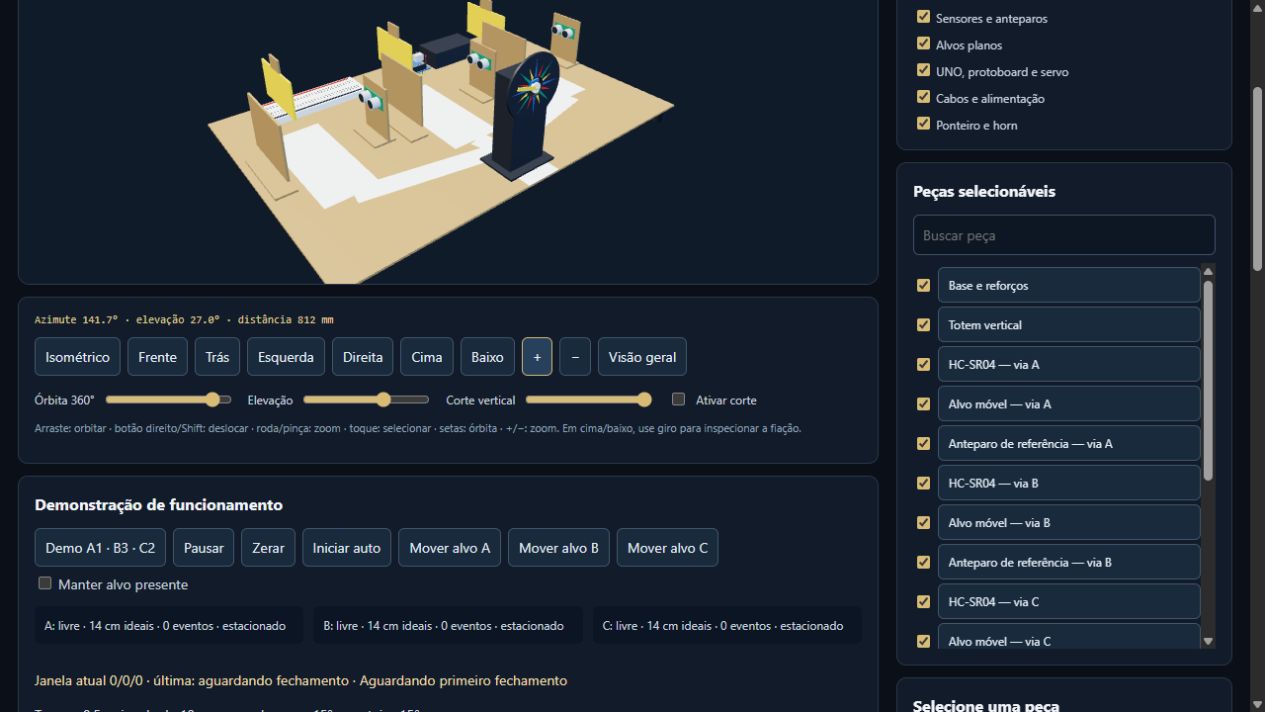 Azimute 141.7° · elevação 27.0° · distância 812 mm
Isométrico Frente Trás Esquerda Direita Cima Baixo + − Visão geral
Órbita 360° Elevação Corte vertical Ativar corte
Arraste: orbitar · botão direito/Shift: deslocar · roda/pinça: zoom · toque: selecionar · setas: órbita · +/−: zoom. Em cima/baixo, use giro para inspecionar a fiação.
Demonstração de funcionamento
Demo A1 · B3 · C2 Pausar Zerar Iniciar auto Mover alvo A Mover alvo B Mover alvo C
Manter alvo presente
A: livre · 14 cm ideais · 0 eventos · estacionado
B: livre · 14 cm ideais · 0 eventos · estacionado
C: livre · 14 cm ideais · 0 eventos · estacionado
Janela atual 0/0/0 · última: aguardando fechamento · Aguardando primeiro fechamento
Sensores e anteparos
Alvos planos
UNO, protoboard e servo
Cabos e alimentação
Ponteiro e horn
Peças selecionáveis
Buscar peça
Base e reforços
Totem vertical
HC-SR04 — via A
Alvo móvel — via A
Anteparo de referência — via A
HC-SR04 — via B
Alvo móvel — via B
Anteparo de referência — via B
HC-SR04 — via C
Alvo móvel — via C
Selecione uma peça